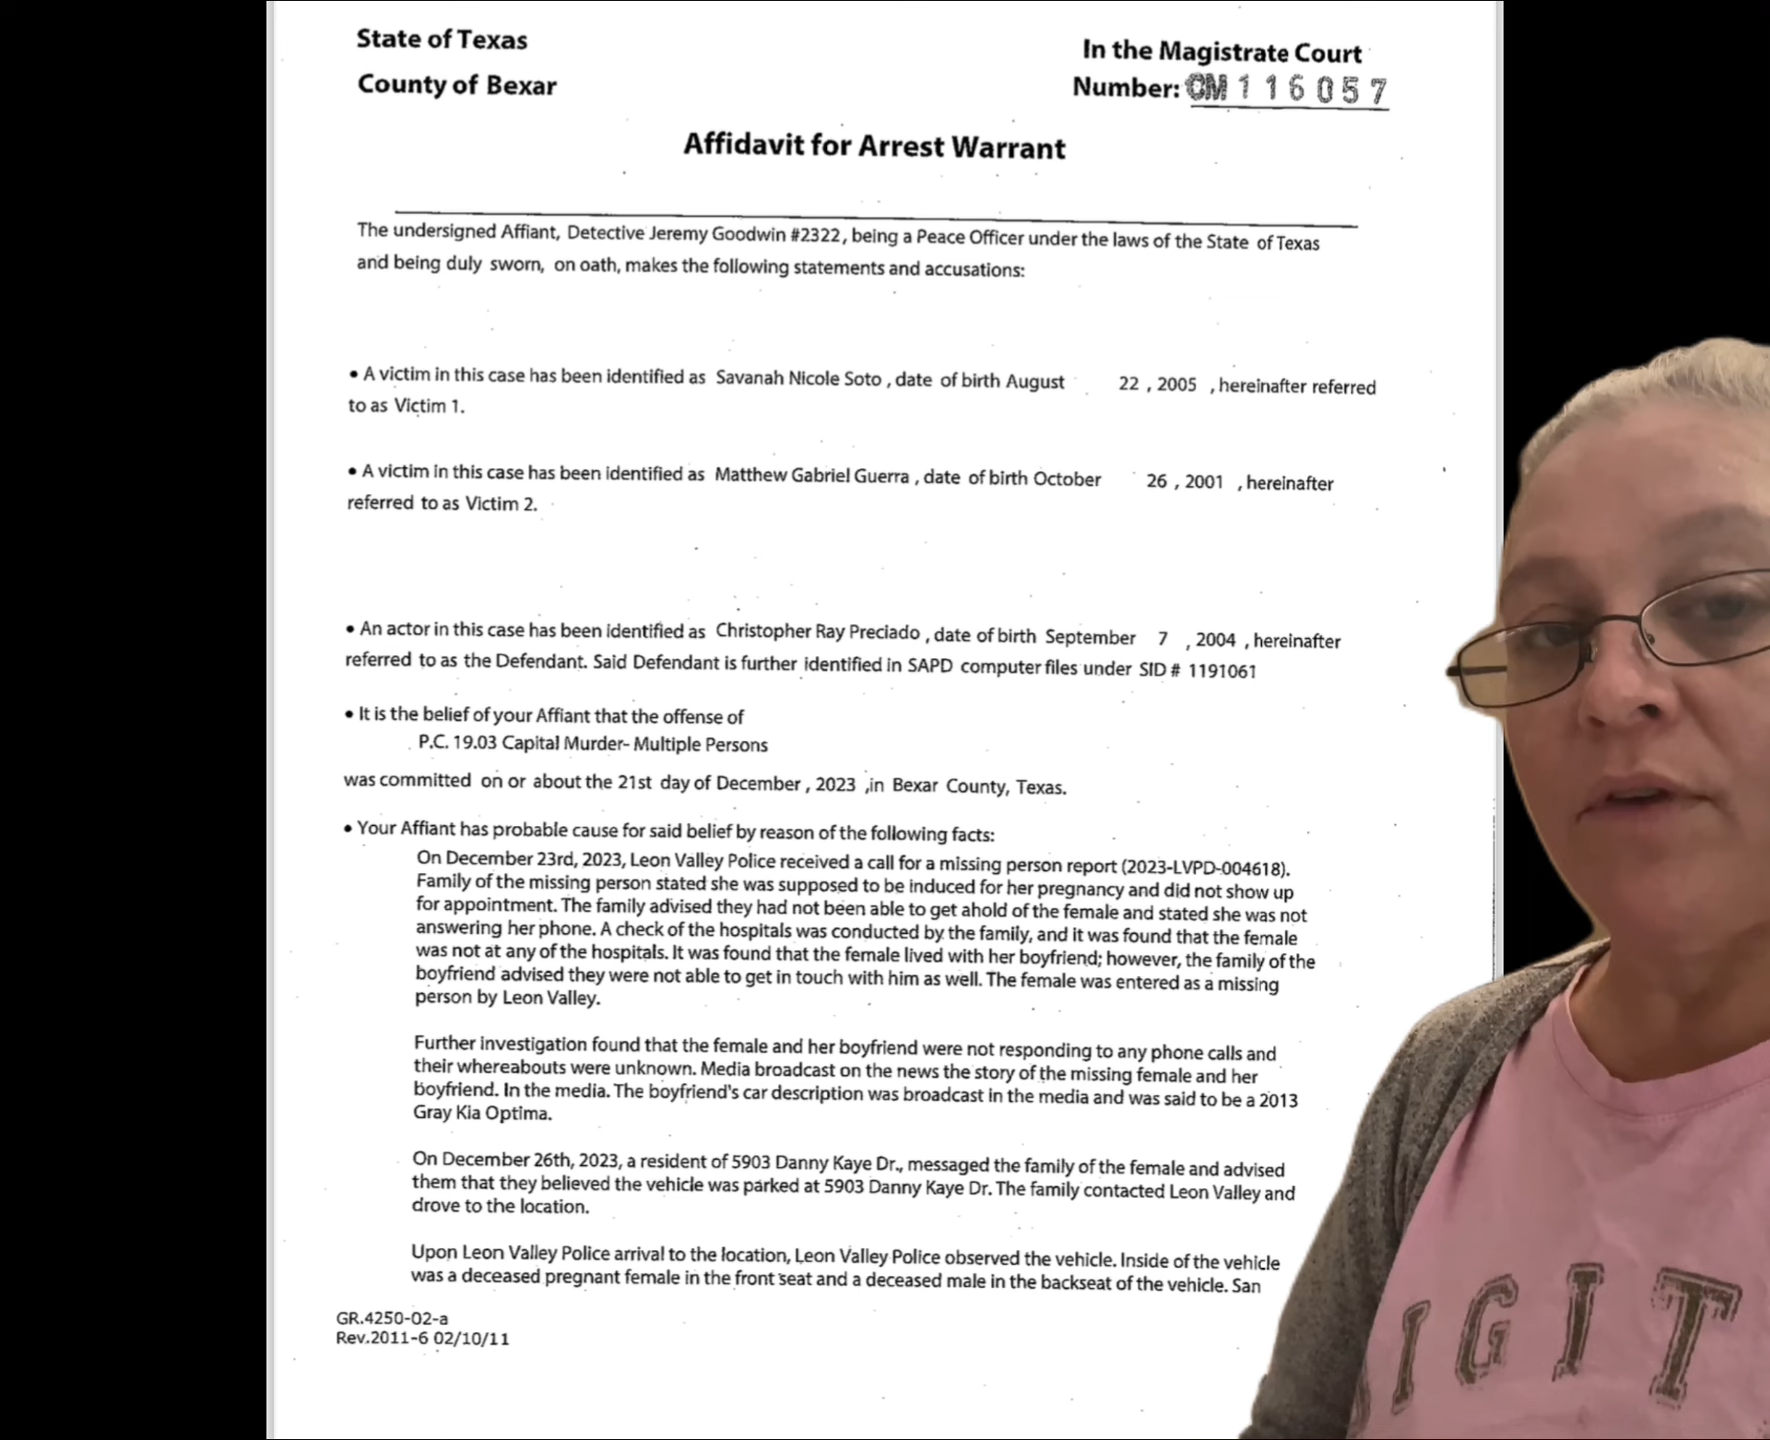 State of Texas
County of Bexar
In the Magistrate Court
Number: CM116057
Affidavit for Arrest Warrant
The undersigned Affiant, Detective Jeremy Goodwin #2322, being a Peace Officer under the laws of the State of Texas
and being duly sworn, on oath, makes the following statements and accusations:
• A victim in this case has been identified as Savanah Nicole Soto , date of birth August 22 , 2005 , hereinafter referred
to as Victim 1.
• A victim in this case has been identified as Matthew Gabriel Guerra , date of birth October 26 , 2001 , hereinafter
referred to as Victim 2.
• An actor in this case has been identified as Christopher Ray Preciado , date of birth September 7 , 2004 , hereinafter
referred to as the Defendant. Said Defendant is further identified in SAPD computer files under SID # 1191061
• It is the belief of your Affiant that the offense of
P.C. 19.03 Capital Murder- Multiple Persons
was committed on or about the 21st day of December , 2023 ,in Bexar County, Texas.
• Your Affiant has probable cause for said belief by reason of the following facts:
On December 23rd, 2023, Leon Valley Police received a call for a missing person report (2023-LVPD-004618).
Family of the missing person stated she was supposed to be induced for her pregnancy and did not show up
for appointment. The family advised they had not been able to get ahold of the female and stated she was not
answering her phone. A check of the hospitals was conducted by the family, and it was found that the female
was not at any of the hospitals. It was found that the female lived with her boyfriend; however, the family of the
boyfriend advised they were not able to get in touch with him as well. The female was entered as a missing
person by Leon Valley.
Further investigation found that the female and her boyfriend were not responding to any phone calls and
their whereabouts were unknown. Media broadcast on the news the story of the missing female and her
boyfriend. In the media. The boyfriend's car description was broadcast in the media and was said to be a 2013
Gray Kia Optima.
On December 26th, 2023, a resident of 5903 Danny Kaye Dr., messaged the family of the female and advised
them that they believed the vehicle was parked at 5903 Danny Kaye Dr. The family contacted Leon Valley and
drove to the location.
Upon Leon Valley Police arrival to the location, Leon Valley Police observed the vehicle. Inside of the vehicle
was a deceased pregnant female in the front seat and a deceased male in the backseat of the vehicle. San
GR.4250-02-a
Rev.2011-6 02/10/11
IGIT